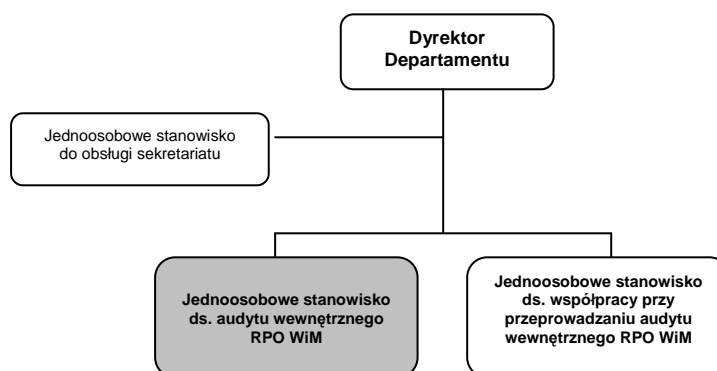 Dyrektor
Departamentu
Jednoosobowe stanowisko
do obsługi sekretariatu
Jednoosobowe stanowisko
ds. audytu wewnętrznego
RPO WiM
Jednoosobowe stanowisko
ds. współpracy przy
przeprowadzaniu audytu
wewnętrznego RPO WiM